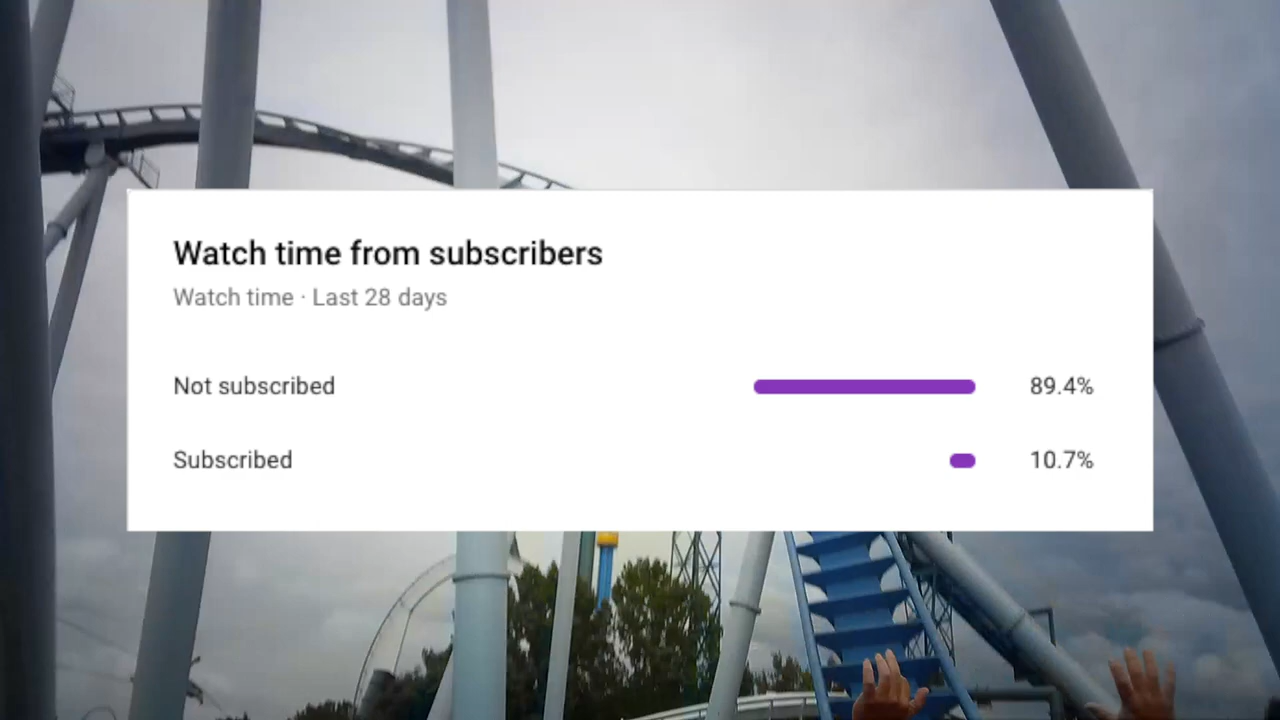 Watch time from subscribers
Watch time · Last 28 days
Not subscribed 89.4%
Subscribed 10.7%